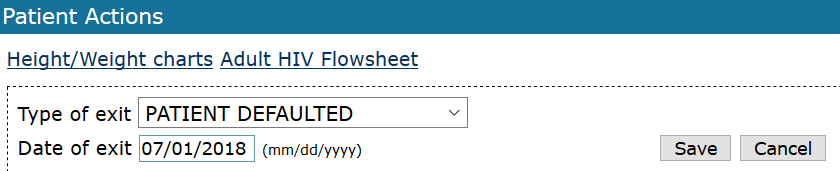 Patient Actions
Height/Weight charts Adult HIV Flowsheet
Type of exit PATIENT DEFAULTED
Date of exit 07/01/2018 (mm/dd/yyyy) Save Cancel